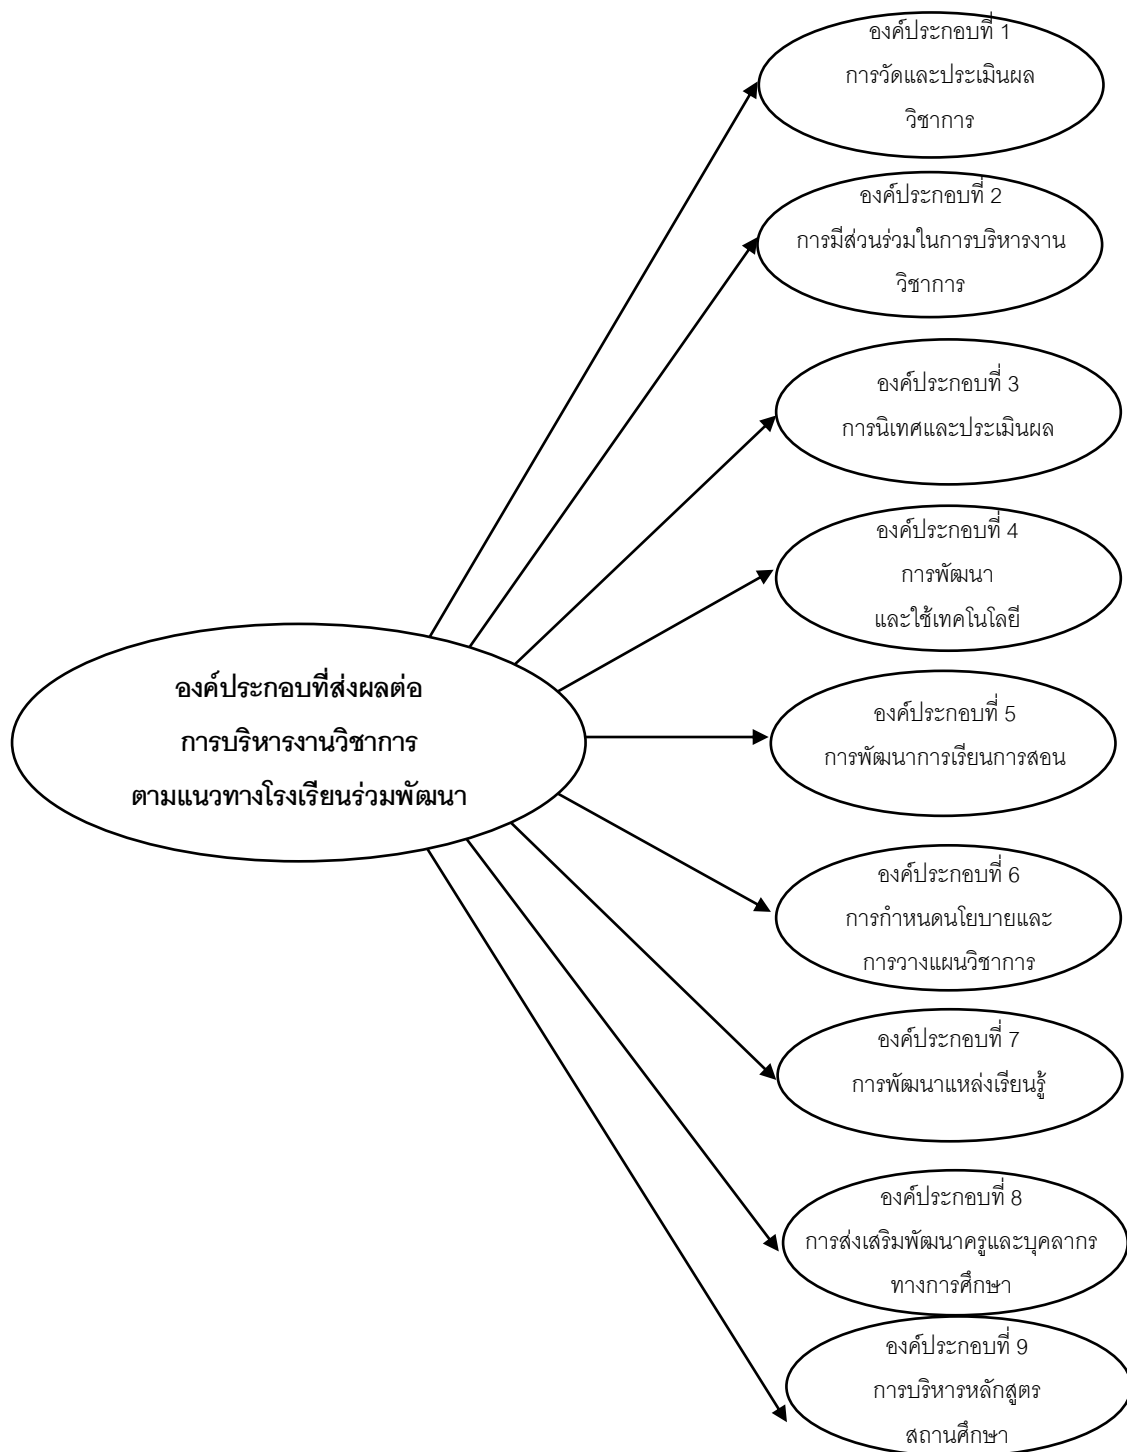 องค์ประกอบที่ 1
การวัดและประเมินผล
วิชาการ
องค์ประกอบที่ 2
การมีส่วนร่วมในการบริหารงาน
วิชาการ
องค์ประกอบที่ 3
การนิเทศและประเมินผล
องค์ประกอบที่ 4
การพัฒนา
และใช้เทคโนโลยี
องค์ประกอบที่ส่งผลต่อ
การบริหารงานวิชาการ
ตามแนวทางโรงเรียนร่วมพัฒนา
องค์ประกอบที่ 5
การพัฒนาการเรียนการสอน
องค์ประกอบที่ 6
การกำหนดนโยบายและ
การวางแผนวิชาการ
องค์ประกอบที่ 7
การพัฒนาแหล่งเรียนรู้
องค์ประกอบที่ 8
การส่งเสริมพัฒนาครูและบุคลากร
ทางการศึกษา
องค์ประกอบที่ 9
การบริหารหลักสูตร
สถานศึกษา